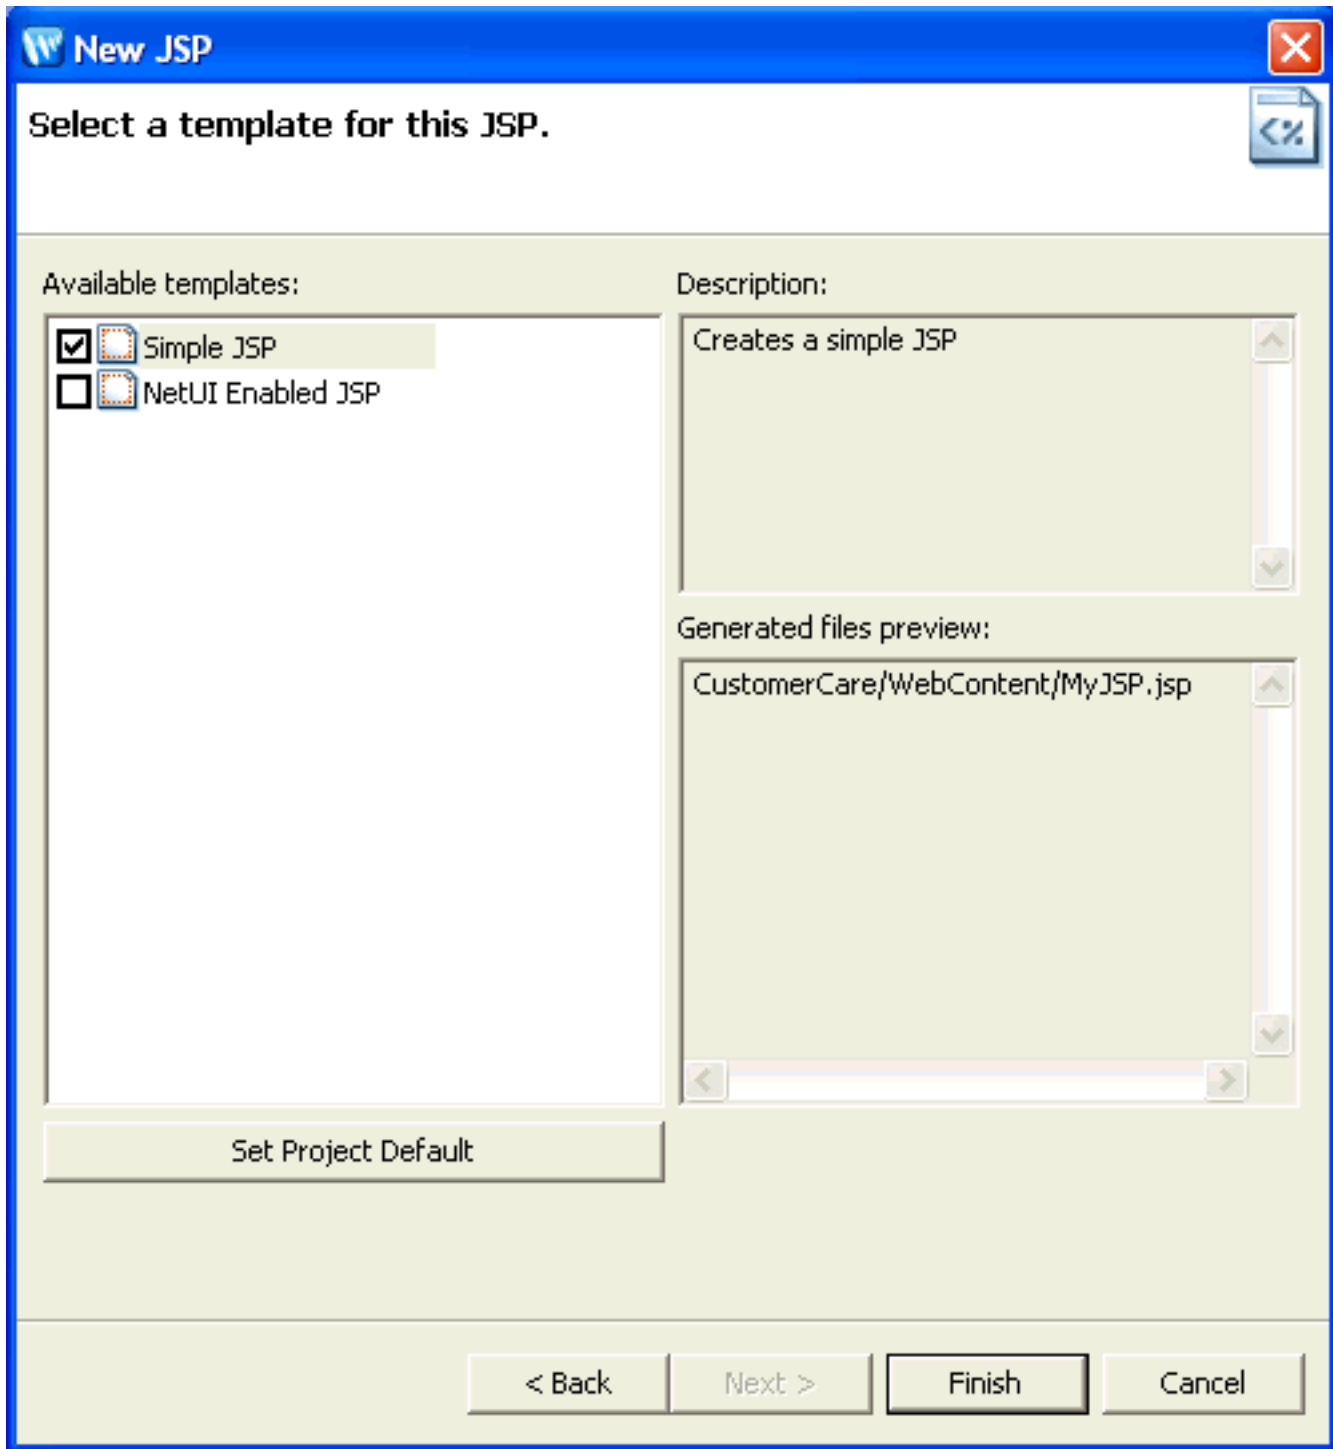 New JSP
Select a template for this JSP.
Available templates:
Simple JSP
NetUI Enabled JSP
Set Project Default
Description:
Creates a simple JSP
Generated files preview:
CustomerCare/WebContent/MyJSP.jsp
< Back
Next >
Finish
Cancel